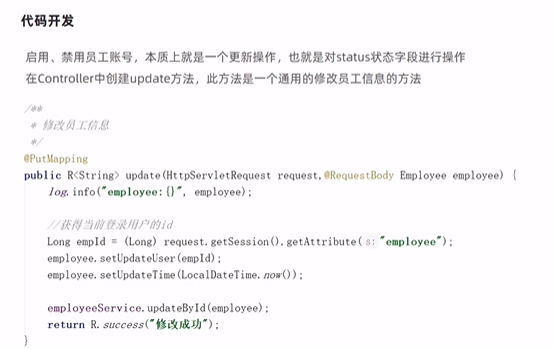 代码开发
启用、禁用员工账号，本质上就是一个更新操作，也就是对status状态字段进行操作
在Controller中创建update方法，此方法是一个通用的修改员工信息的方法
/**
 * 修改员工信息
 */
@PutMapping
public R<String> update(HttpServletRequest request,@RequestBody Employee employee) {
    log.info("employee:{}", employee);

    //获得当前登录用户的id
    Long empId = (Long) request.getSession().getAttribute( s: "employee");
    employee.setUpdateUser(empId);
    employee.setUpdateTime(LocalDateTime.now());

    employeeService.updateById(employee);
    return R.success("修改成功");
}